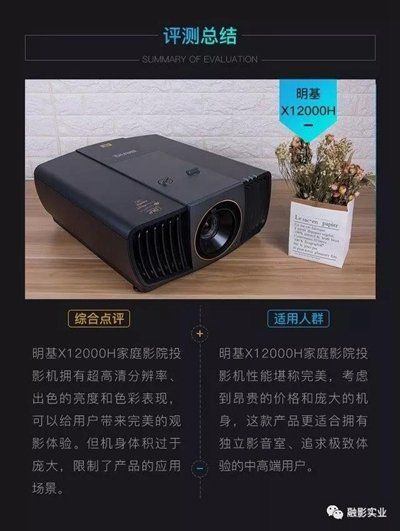 评测总结
SUMMARY OF EVALUATION
明基
X12000H
BenQ
Le pain en papier
综合点评
适用人群
明基X12000H家庭影院投
影机拥有超高清分辨率、
出色的亮度和色彩表现，
可以给用户带来完美的观
影体验。但机身体积过于
庞大，限制了产品的应用
场景。
明基X12000H家庭影院投
影机性能堪称完美，考虑
到昂贵的价格和庞大的机
身，这款产品更适合拥有
独立影音室、追求极致体
验的中高端用户。
融影实业